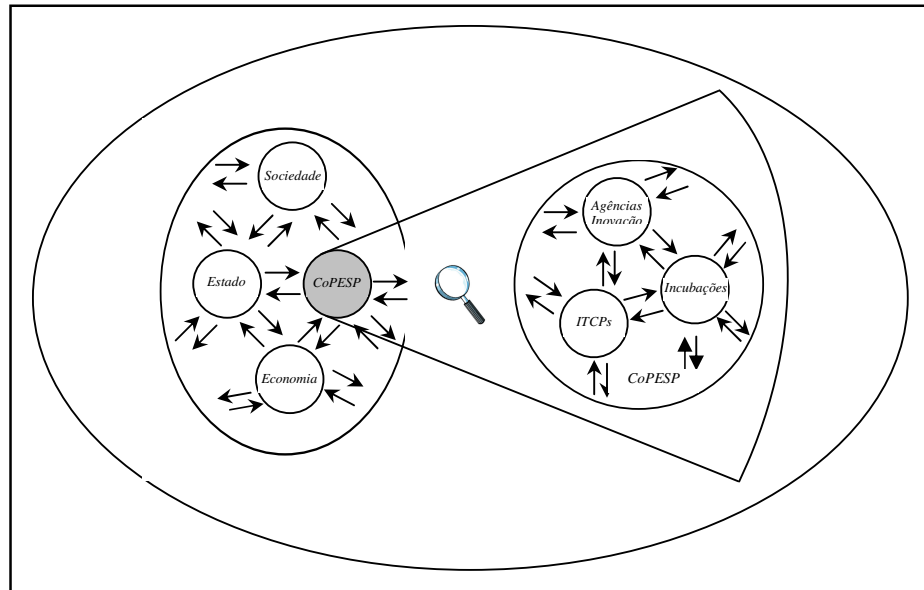 Sociedade
Estado
CoPESP
Economia
Agências
Inovação
Incubações
ITCPs
CoPESP